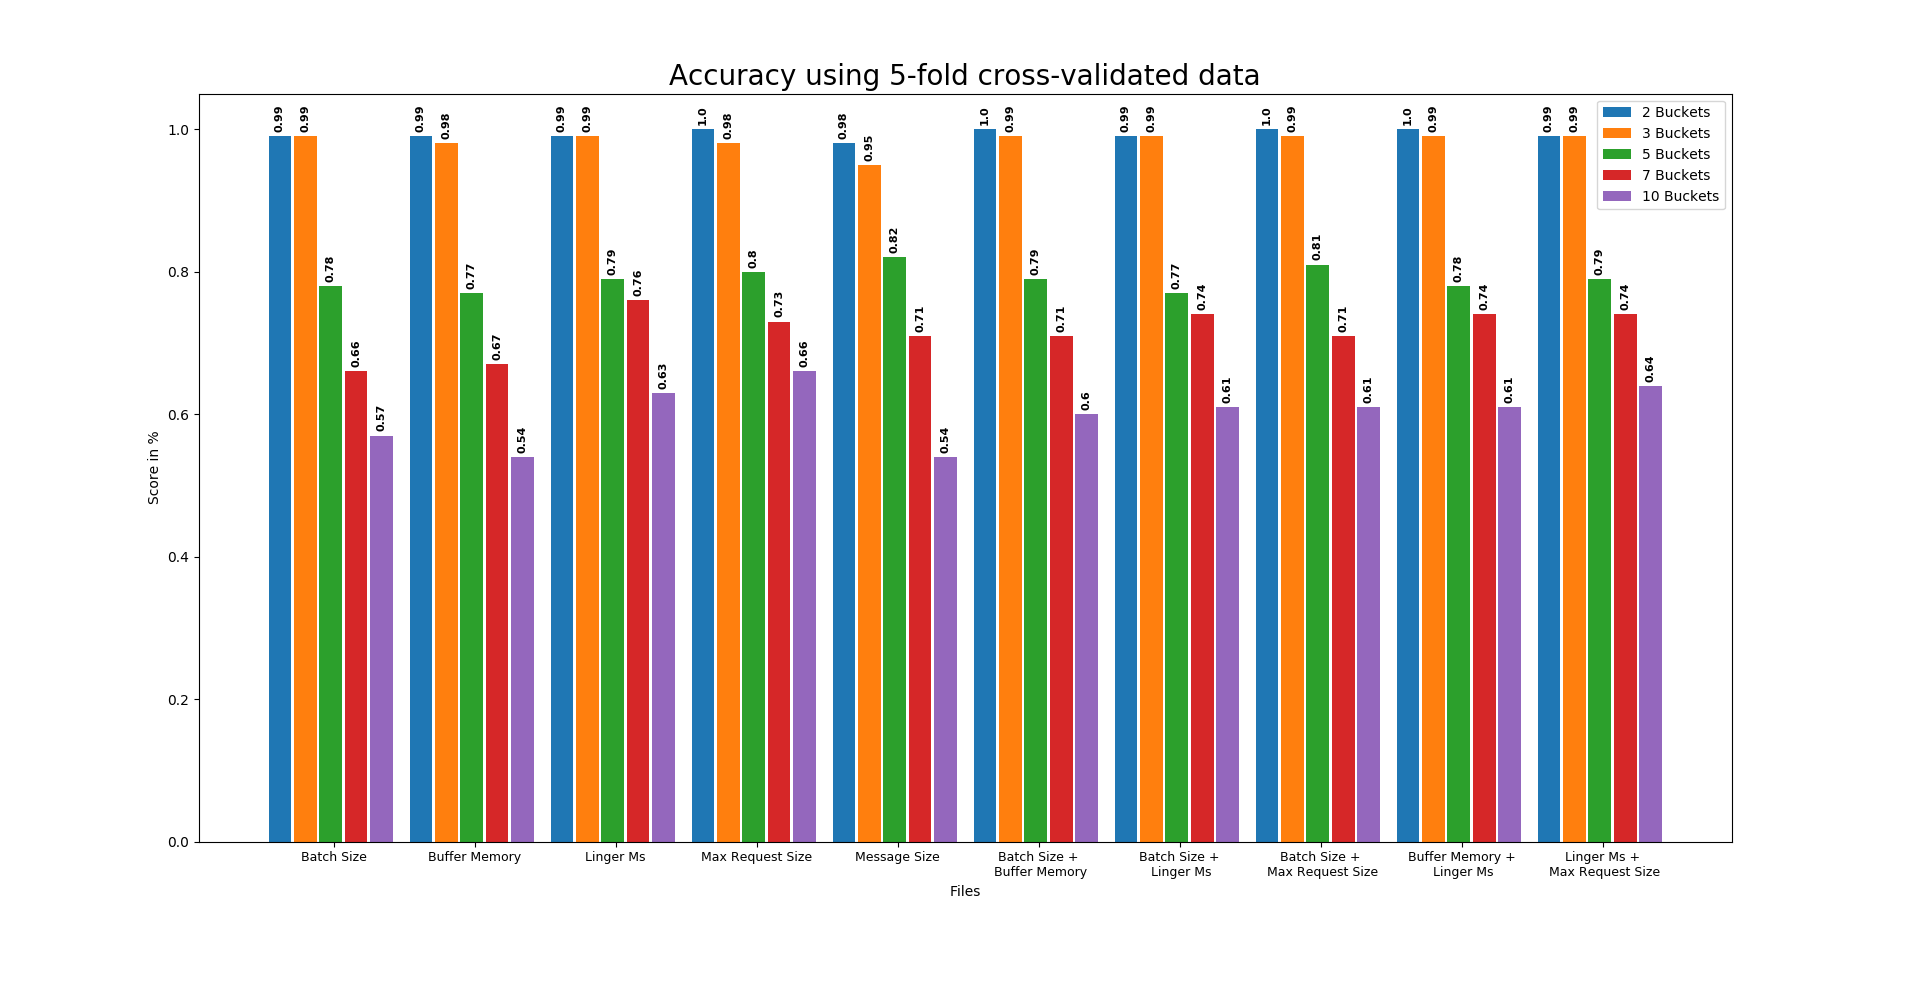 Accuracy using 5-fold cross-validated data
2 Buckets
3 Buckets
5 Buckets
7 Buckets
10 Buckets
Score in %
1.0
0.8
0.6
0.4
0.2
0.0
0.99
0.99
0.78
0.66
0.57
0.99
0.98
0.77
0.67
0.54
0.99
0.99
0.79
0.76
0.63
1.0
0.98
0.8
0.73
0.66
0.98
0.95
0.82
0.71
0.54
1.0
0.99
0.79
0.71
0.6
0.99
0.99
0.77
0.74
0.61
1.0
0.99
0.81
0.71
0.61
1.0
0.99
0.78
0.74
0.61
0.99
0.99
0.79
0.74
0.64
Batch Size
Buffer Memory
Linger Ms
Max Request Size
Message Size
Batch Size +
Buffer Memory
Batch Size +
Linger Ms
Batch Size +
Max Request Size
Buffer Memory +
Linger Ms
Linger Ms +
Max Request Size
Files